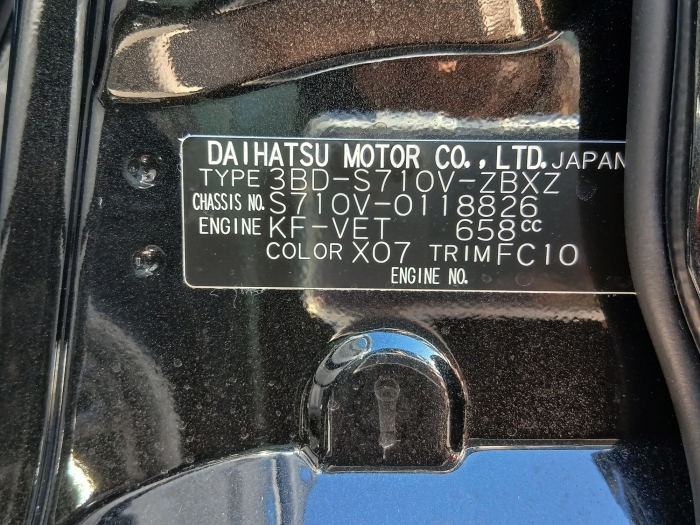 DAIHATSU MOTOR CO., LTD. JAPAN
TYPE 3BD-S710V-ZBXZ
CHASSIS NO. S710V-0118826
ENGINE KF-VET 658cc
COLOR X07 TRIM FC10
ENGINE NO.